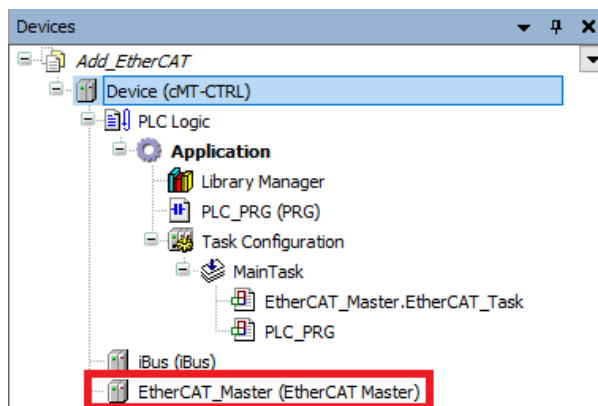 Devices
Add_EtherCAT
Device (cMT-CTRL)
PLC Logic
Application
Library Manager
PLC_PRG (PRG)
Task Configuration
MainTask
EtherCAT_Master.EtherCAT_Task
PLC_PRG
iBus (iBus)
EtherCAT_Master (EtherCAT Master)